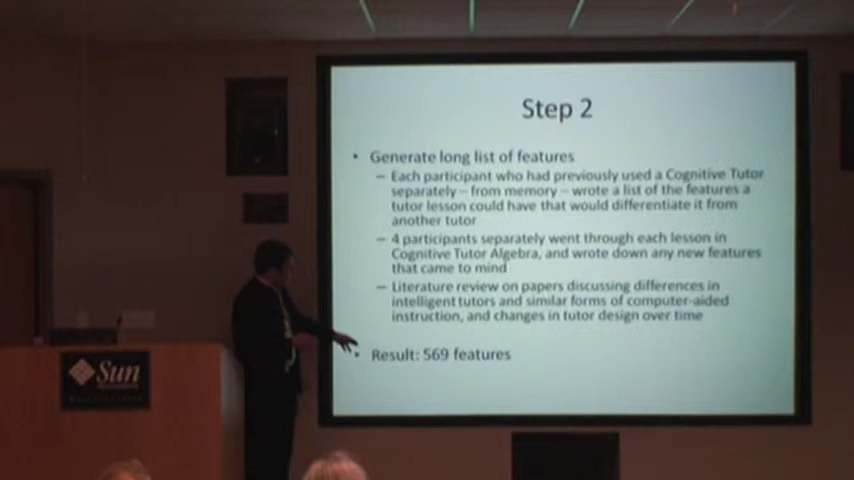 Step 2
• Generate long list of features
– Each participant who had previously used a Cognitive Tutor
separately – from memory – wrote a list of the features a
tutor lesson could have that would differentiate it from
another tutor
– 4 participants separately went through each lesson in
Cognitive Tutor Algebra, and wrote down any new features
that came to mind
– Literature review on papers discussing differences in
intelligent tutors and similar forms of computer-aided
instruction, and changes in tutor design over time
• Result: 569 features
Sun